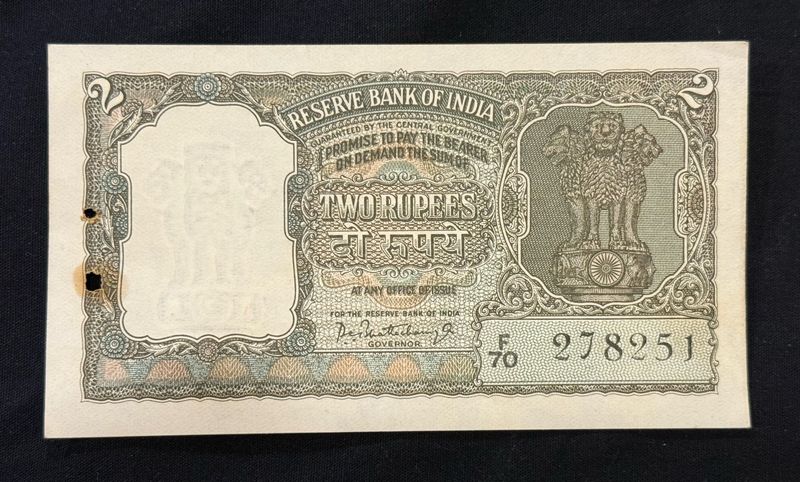 2
2
RESERVE BANK OF INDIA
GUARANTEED BY THE CENTRAL GOVERNMENT
I PROMISE TO PAY THE BEARER
ON DEMAND THE SUM OF
TWO RUPEES
दो रूपये
AT ANY OFFICE OF ISSUE
FOR THE RESERVE BANK OF INDIA
GOVERNOR
F
70
278251